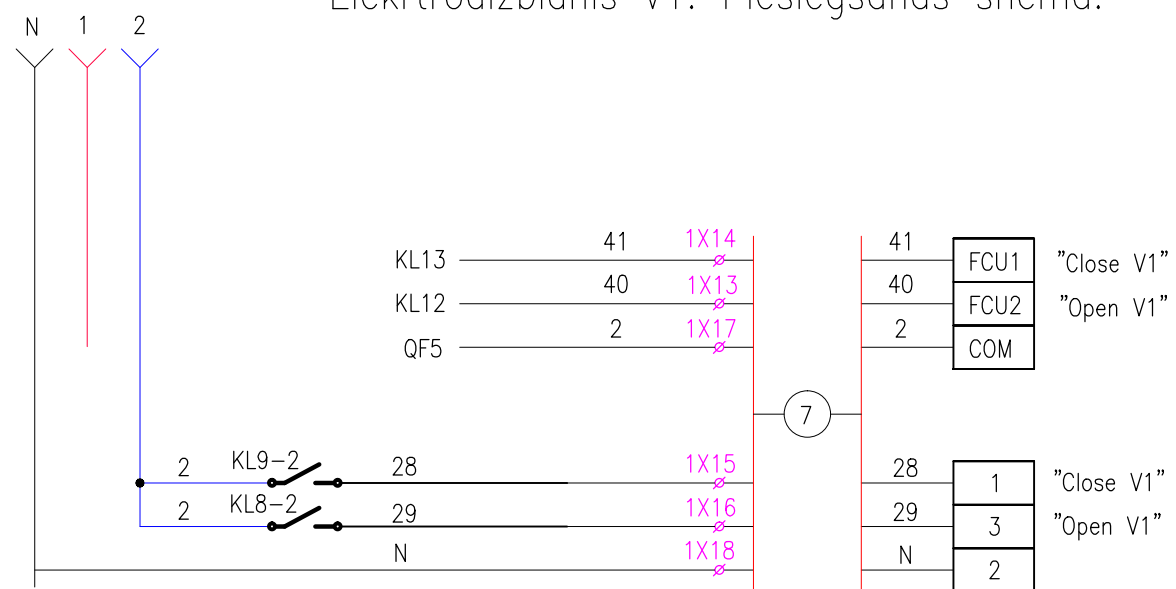 V1. shema.
N 1 2
KL13 41 1X14 41 FCU1 "Close V1"
KL12 40 1X13 40 FCU2 "Open V1"
QF5 2 1X17 2 COM
7
2 KL9-2 28 1X15 28 1 "Close V1"
2 KL8-2 29 1X16 29 3 "Open V1"
N 1X18 N 2